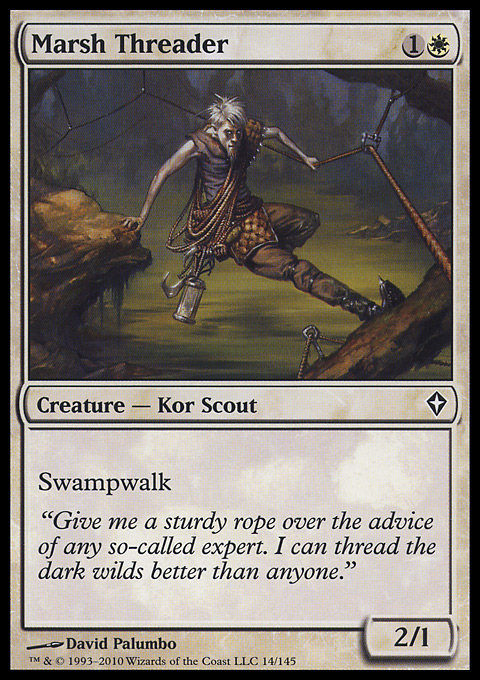 Marsh Threader 1
Creature — Kor Scout
Swampwalk
“Give me a sturdy rope over the advice
of any so-called expert. I can thread the
dark wilds better than anyone.”
David Palumbo
2/1
™ & © 1993–2010 Wizards of the Coast LLC 14/145